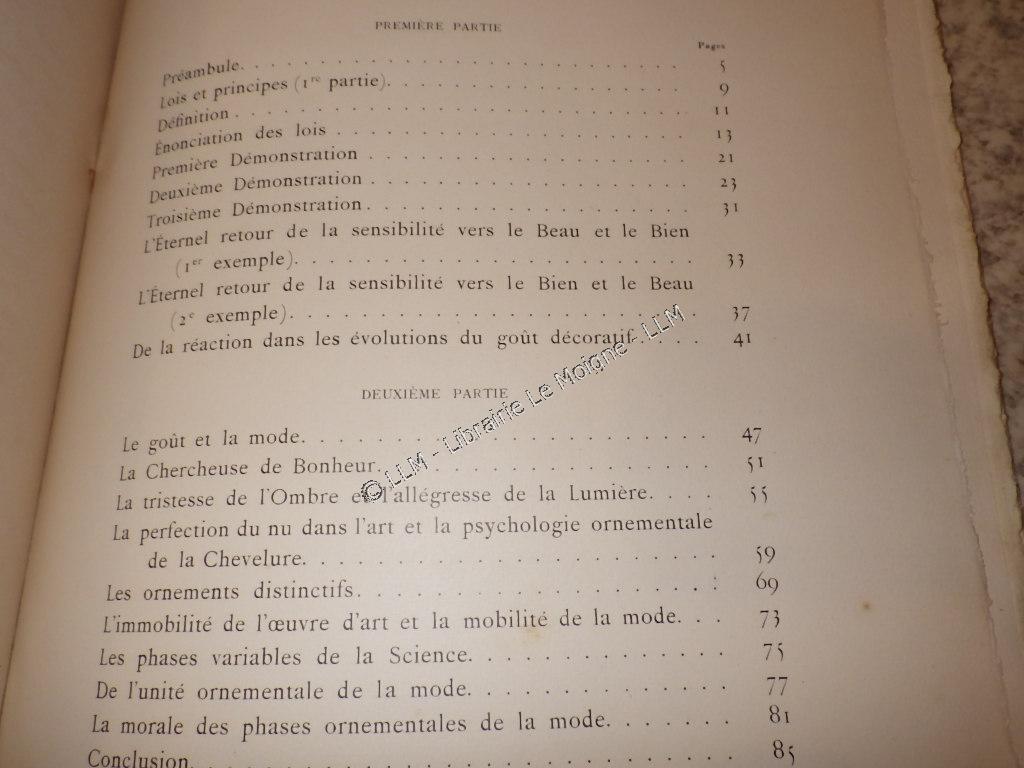 PREMIÈRE PARTIE
Pages
Préambule. . . . . . . . . . . . . . . . . . . . . . . 5
Lois et principes (1re partie). . . . . . . . . . . . . . . 9
Définition . . . . . . . . . . . . . . . . . . . . . . . 11
Énonciation des lois . . . . . . . . . . . . . . . . . . 13
Première Démonstration . . . . . . . . . . . . . . . . 21
Deuxième Démonstration . . . . . . . . . . . . . . . . 23
Troisième Démonstration. . . . . . . . . . . . . . . . 31
L'Éternel retour de la sensibilité vers le Beau et le Bien
(1er exemple). . . . . . . . . . . . . . . . . . . . 33
L'Éternel retour de la sensibilité vers le Bien et le Beau
(2e exemple). . . . . . . . . . . . . . . . . . . . 37
De la réaction dans les évolutions du goût décoratif. . . . 41
DEUXIÈME PARTIE
Le goût et la mode. . . . . . . . . . . . . . . . . . . 47
La Chercheuse de Bonheur. . . . . . . . . . . . . . . 51
La tristesse de l'Ombre et l'allégresse de la Lumière. . . . 55
La perfection du nu dans l'art et la psychologie ornementale
de la Chevelure. . . . . . . . . . . . . . . . . . . 59
Les ornements distinctifs. . . . . . . . . . . . . . . . : 69
L'immobilité de l'œuvre d'art et la mobilité de la mode. . . 73
Les phases variables de la Science. . . . . . . . . . . . 75
De l'unité ornementale de la mode. . . . . . . . . . . . 77
La morale des phases ornementales de la mode. . . . . . . 81
Conclusion. . . . . . . . . . . . . . . . . . . . . . . 85
© LLM - Librairie Le Moigne - LLM